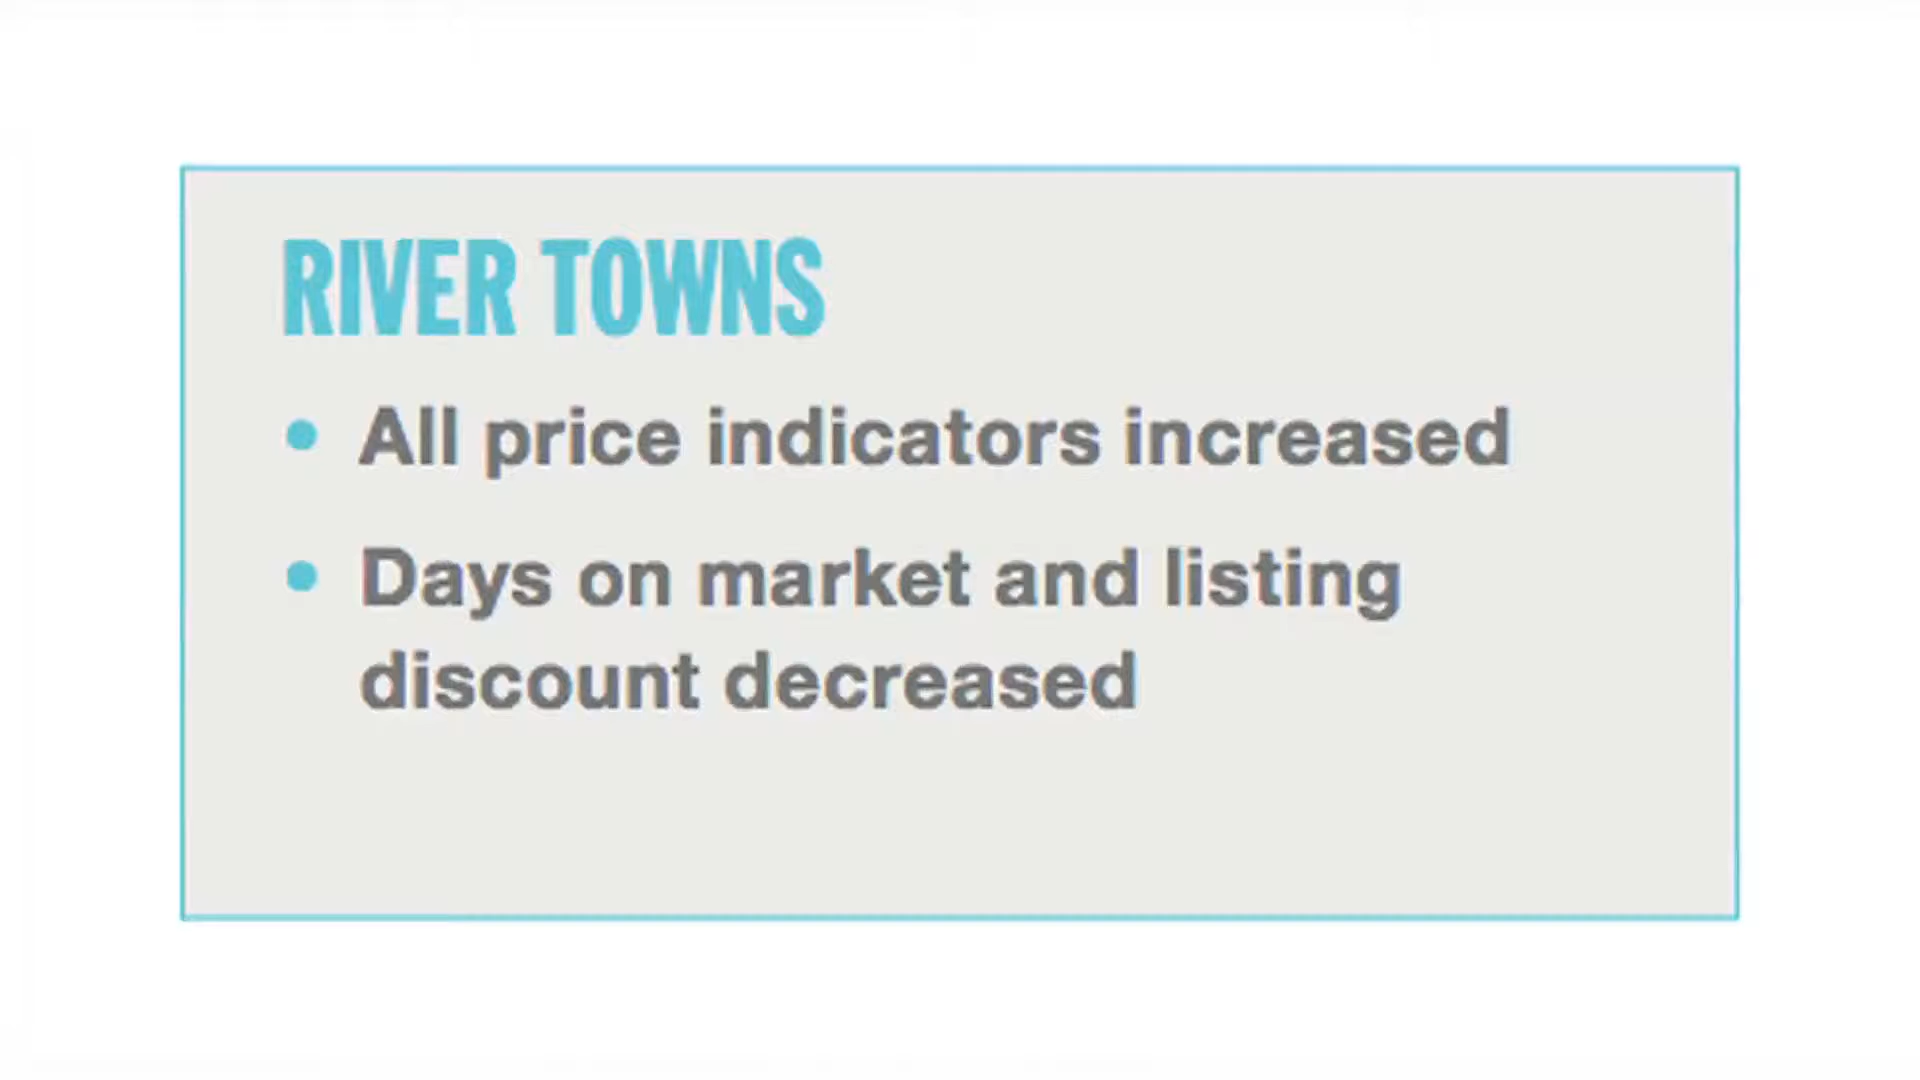 RIVER TOWNS
• All price indicators increased
• Days on market and listing
discount decreased